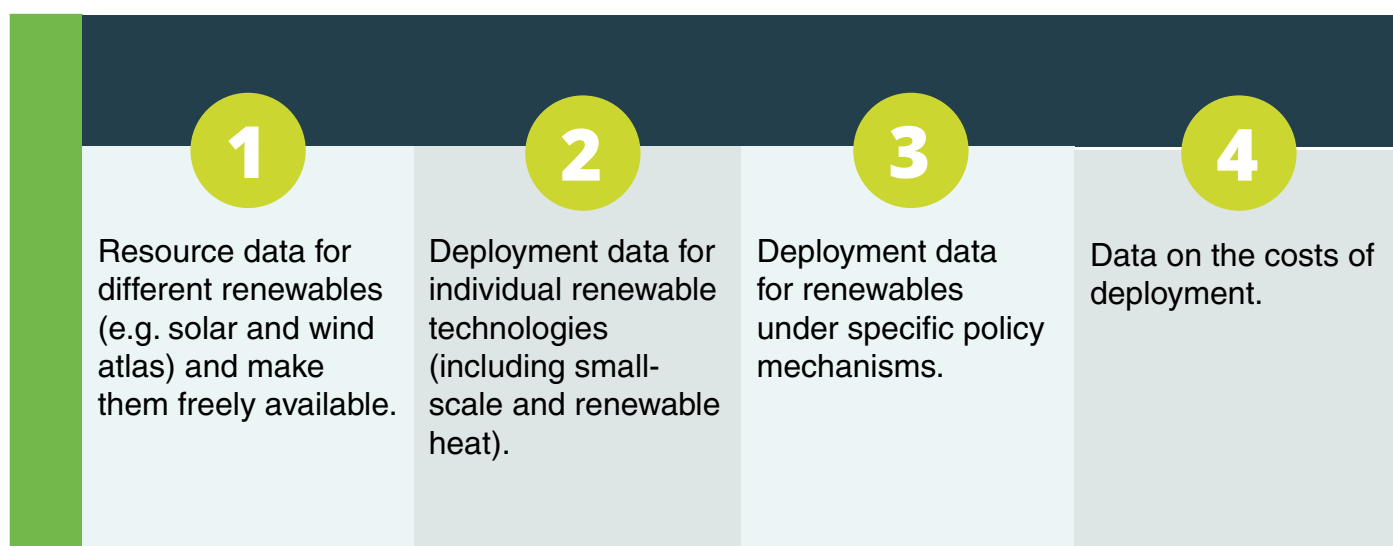 1
Resource data for
different renewables
(e.g. solar and wind
atlas) and make
them freely available.
2
Deployment data for
individual renewable
technologies
(including small-
scale and renewable
heat).
3
Deployment data
for renewables
under specific policy
mechanisms.
4
Data on the costs of
deployment.